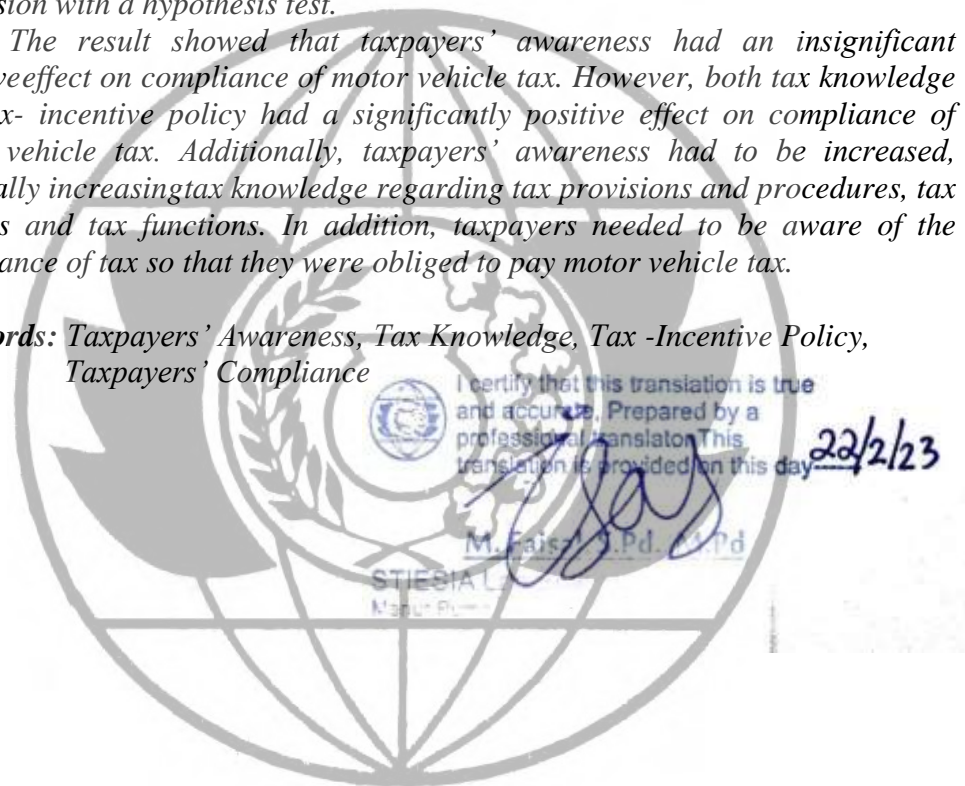 sion with a hypothesis test.
The result showed that taxpayers' awareness had an insignificant
veeffect on compliance of motor vehicle tax. However, both tax knowledge
x- incentive policy had a significantly positive effect on compliance of
vehicle tax. Additionally, taxpayers' awareness had to be increased,
ally increasingtax knowledge regarding tax provisions and procedures, tax
s and tax functions. In addition, taxpayers needed to be aware of the
ance of tax so that they were obliged to pay motor vehicle tax.
ords: Taxpayers' Awareness, Tax Knowledge, Tax -Incentive Policy,
Taxpayers' Compliance
I certify that this translation is true
and accurate. Prepared by a
professional translator. This
translation is provided on this day 22/2/23
M. Faisal S.Pd. M.Pd
STIESIA